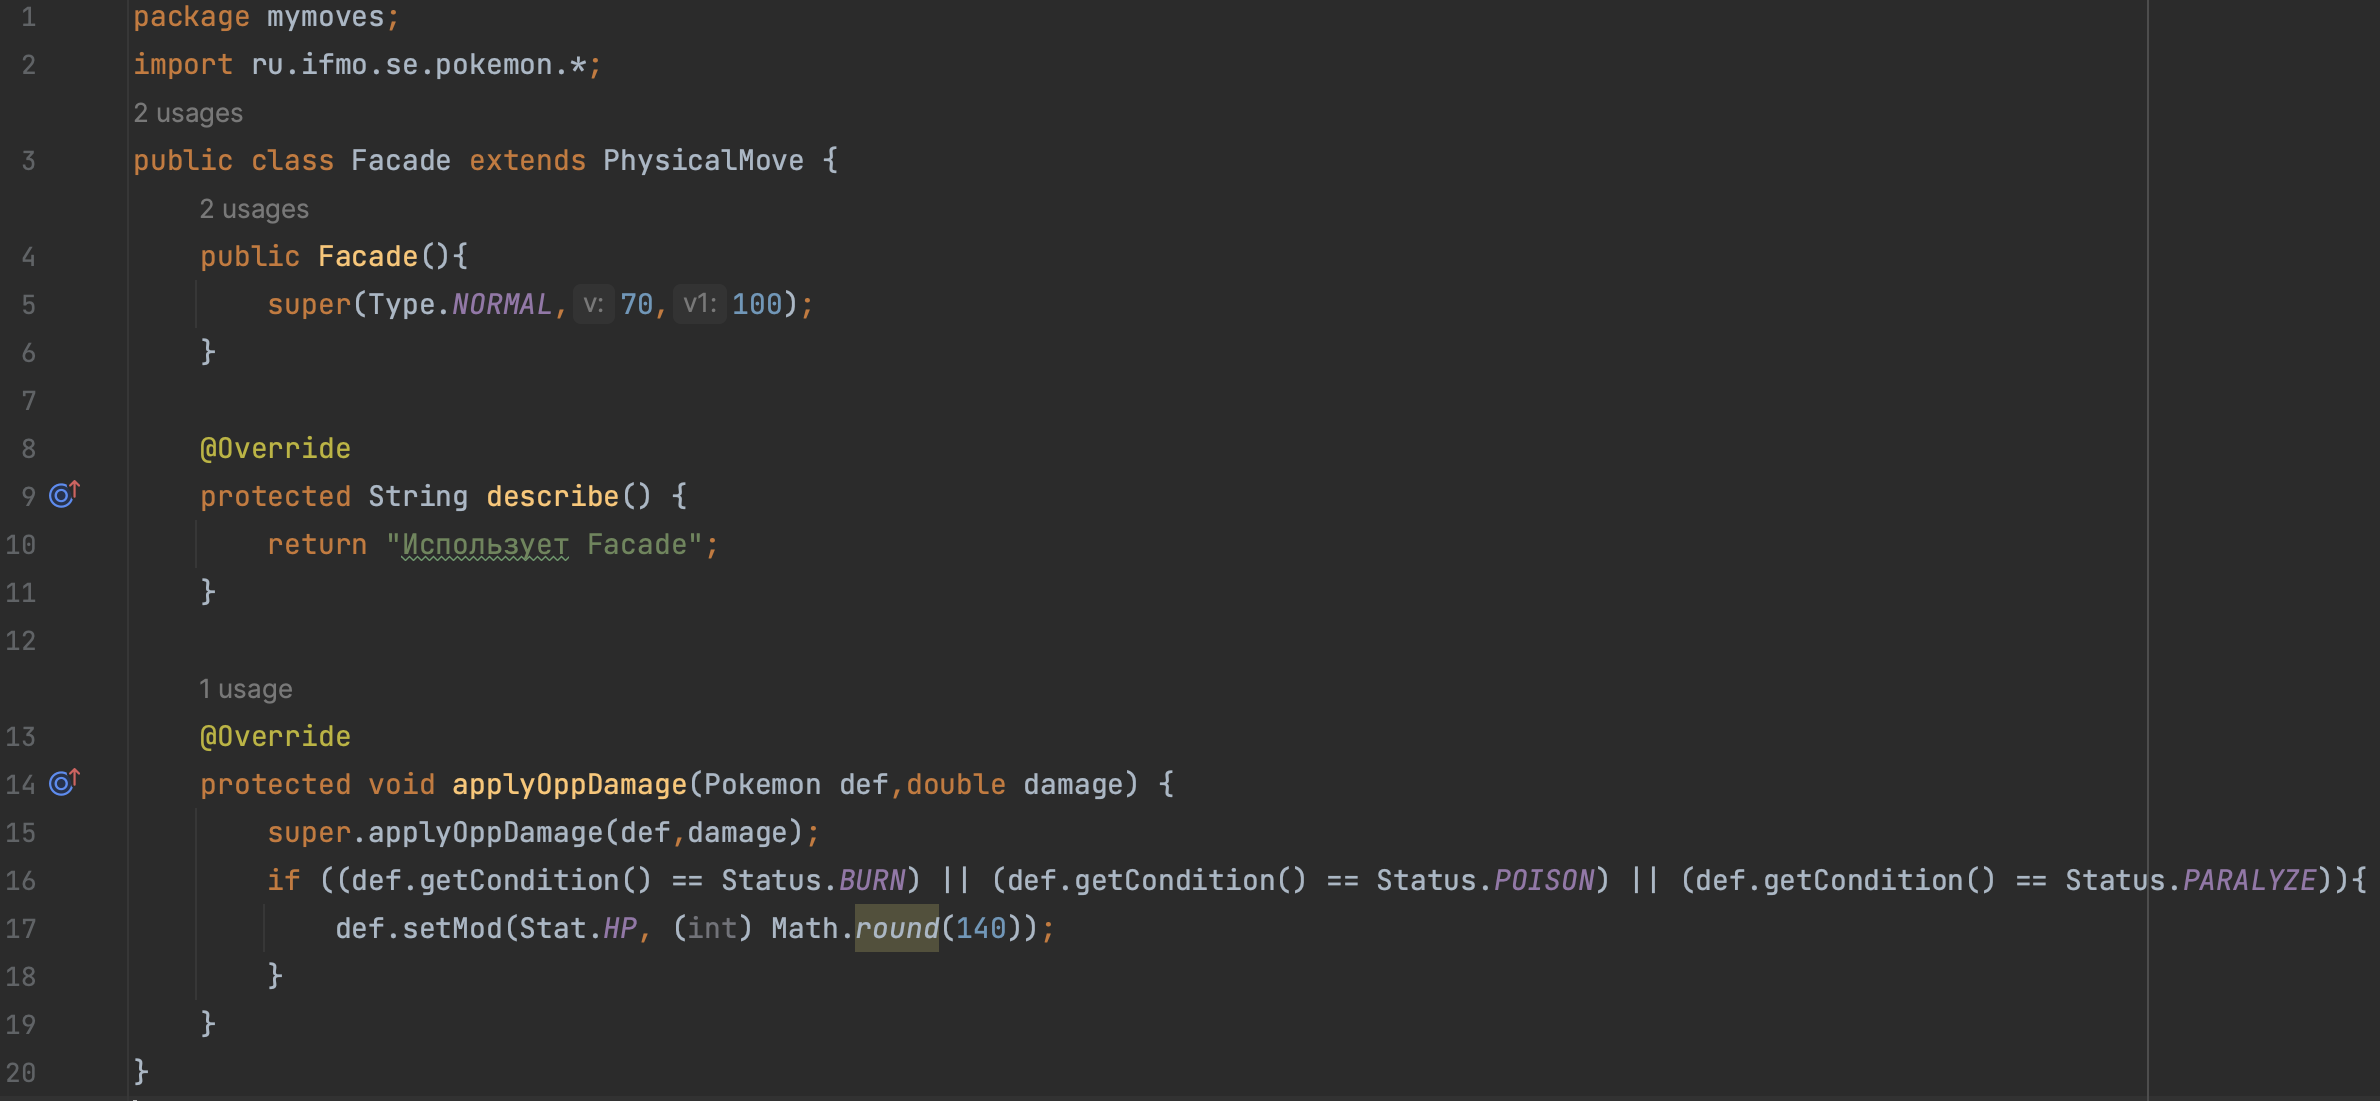 1 package mymoves;
2 import ru.ifmo.se.pokemon.*;
2 usages
3 public class Facade extends PhysicalMove {
2 usages
4 public Facade(){
5 super(Type.NORMAL, v: 70, v1: 100);
6 }
7
8 @Override
9 protected String describe() {
10 return "Использует Facade";
11 }
12
1 usage
13 @Override
14 protected void applyOppDamage(Pokemon def,double damage) {
15 super.applyOppDamage(def,damage);
16 if ((def.getCondition() == Status.BURN) || (def.getCondition() == Status.POISON) || (def.getCondition() == Status.PARALYZE)){
17 def.setMod(Stat.HP, (int) Math.round(140));
18 }
19 }
20 }